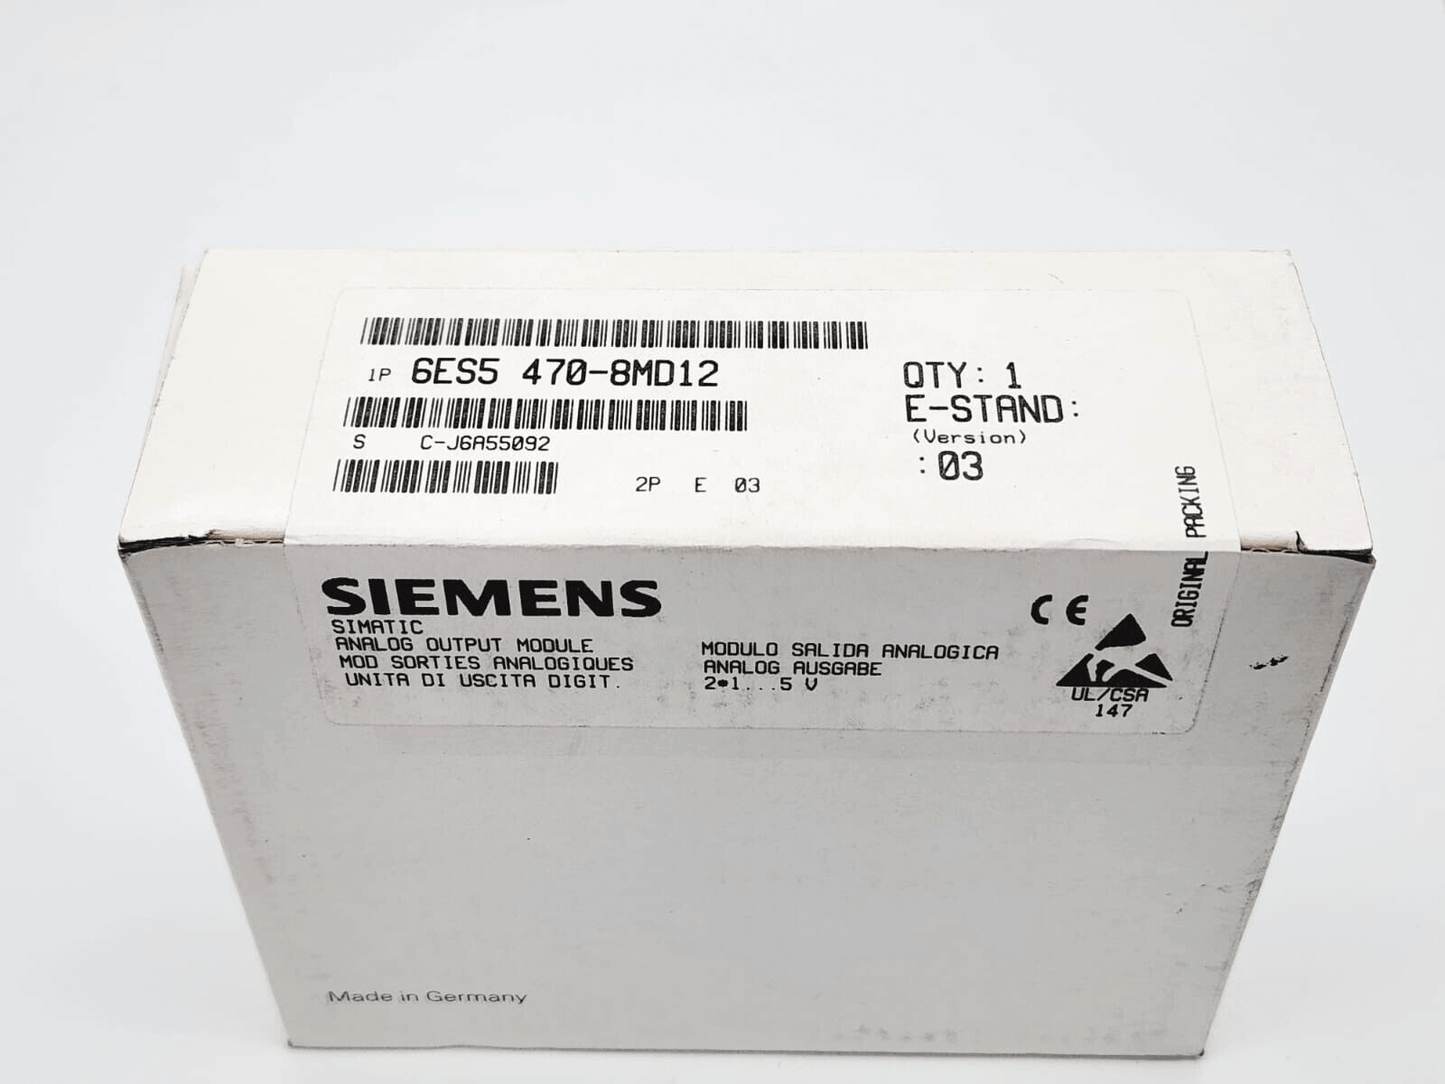 1P 6ES5 470-8MD12
S C-J6A55092
2P E 03
QTY: 1
E-STAND:
(Version)
:03
ORIGINAL PACKING
SIEMENS
SIMATIC
ANALOG OUTPUT MODULE
MOD SORTIES ANALOGIQUES
UNITA DI USCITA DIGIT.
MODULO SALIDA ANALOGICA
ANALOG AUSGABE
2*1...5 V
CE
UL/CSA
147
Made in Germany